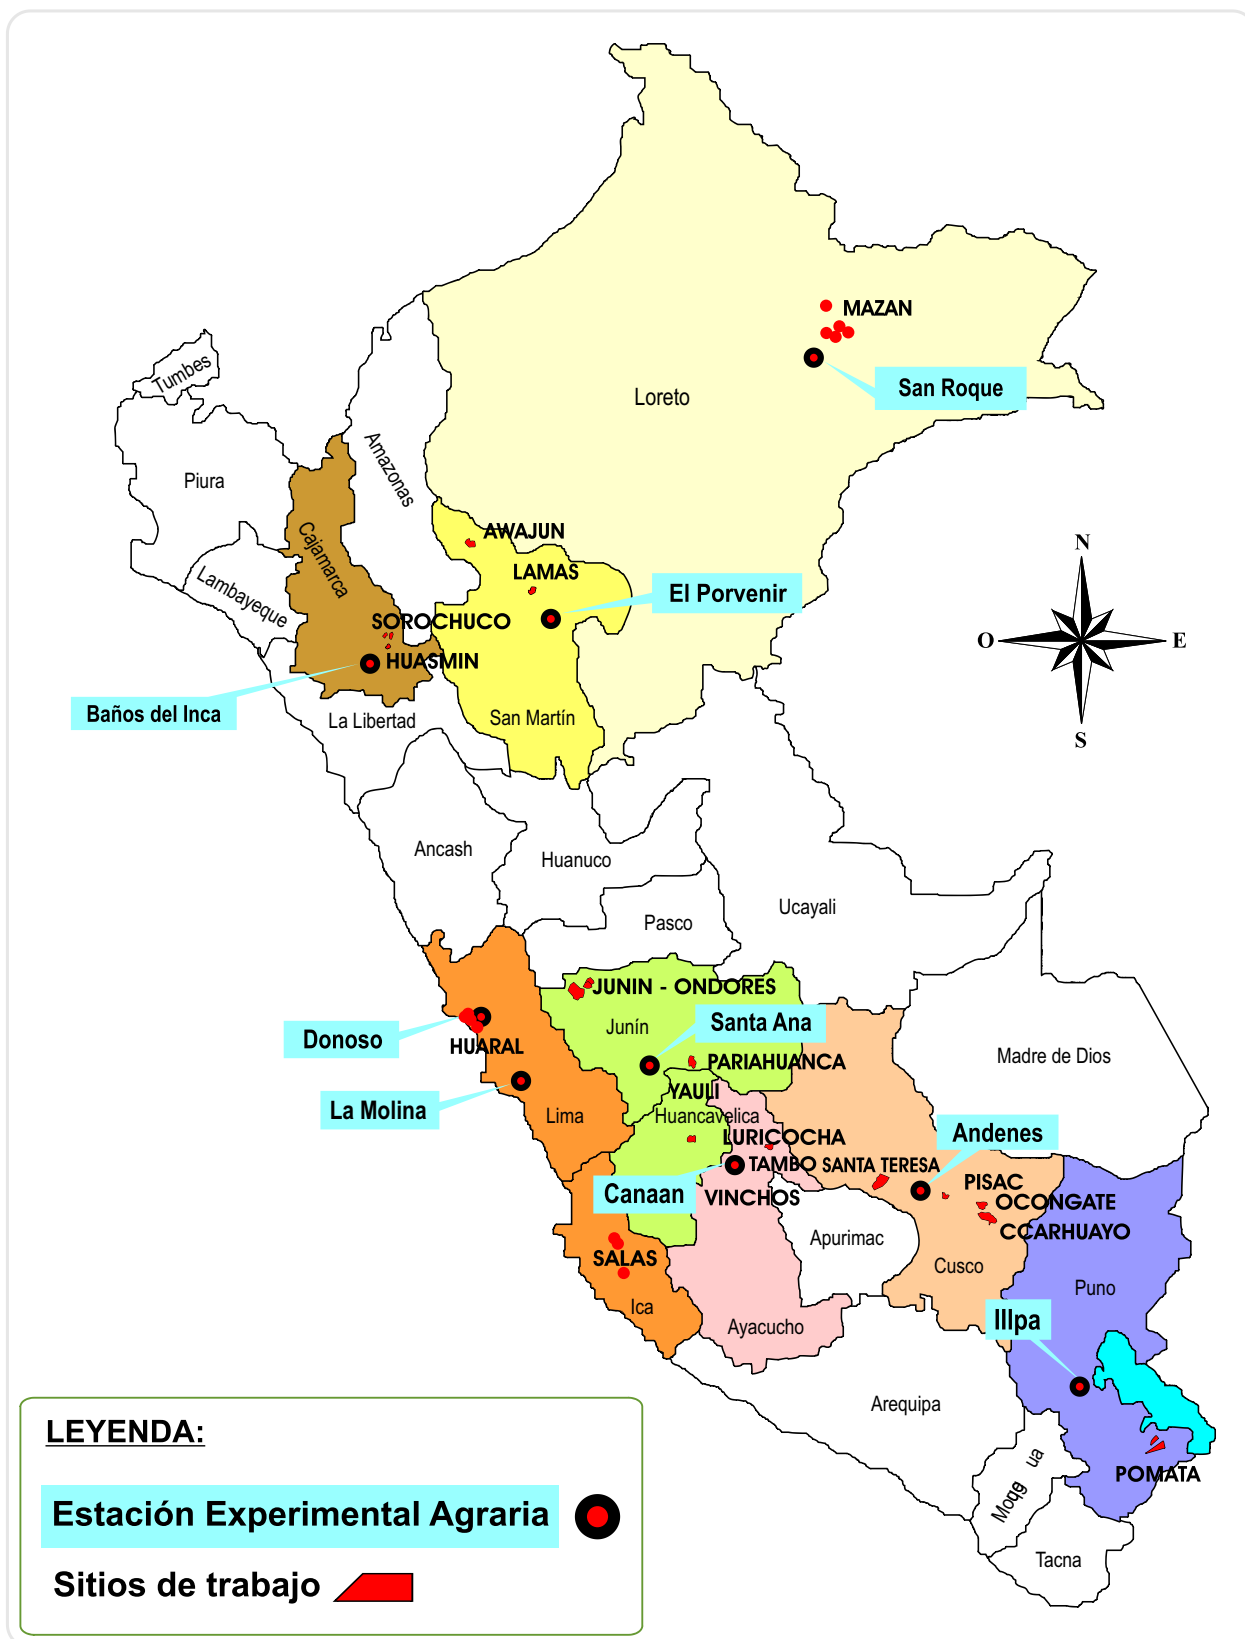 MAZAN
San Roque
Loreto
Tumbes
Piura
Amazonas
Cajamarca
Lambayeque
AWAJUN
LAMAS
El Porvenir
SOROCHUCO
HUASMIN
Baños del Inca
La Libertad
San Martín
N
O
E
S
Ancash
Huanuco
Ucayali
Pasco
JUNIN - ONDORES
Junín
Santa Ana
Donoso
HUARAL
PARIAHUANCA
Madre de Dios
La Molina
Lima
YAULI
Huancavelica
LURICOCHA
Andenes
TAMBO
SANTA TERESA
PISAC
Canaan
VINCHOS
OCONGATE
CCARHUAYO
Apurimac
SALAS
Cusco
Puno
Ica
Ayacucho
Illpa
Arequipa
POMATA
Moqueg ua
Tacna
LEYENDA:
Estación Experimental Agraria
Sitios de trabajo